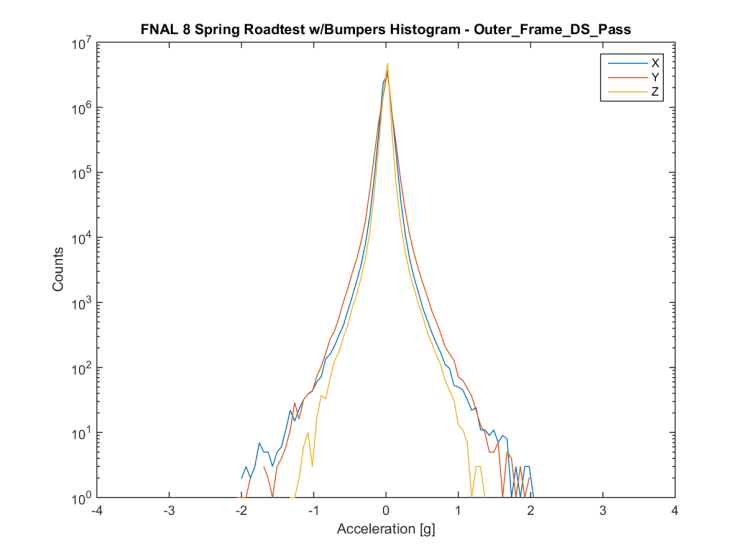 FNAL 8 Spring Roadtest w/Bumpers Histogram - Outer_Frame_DS_Pass
10^7
10^6
10^5
10^4
10^3
10^2
10^1
10^0
Counts
X
Y
Z
-4 -3 -2 -1 0 1 2 3 4
Acceleration [g]